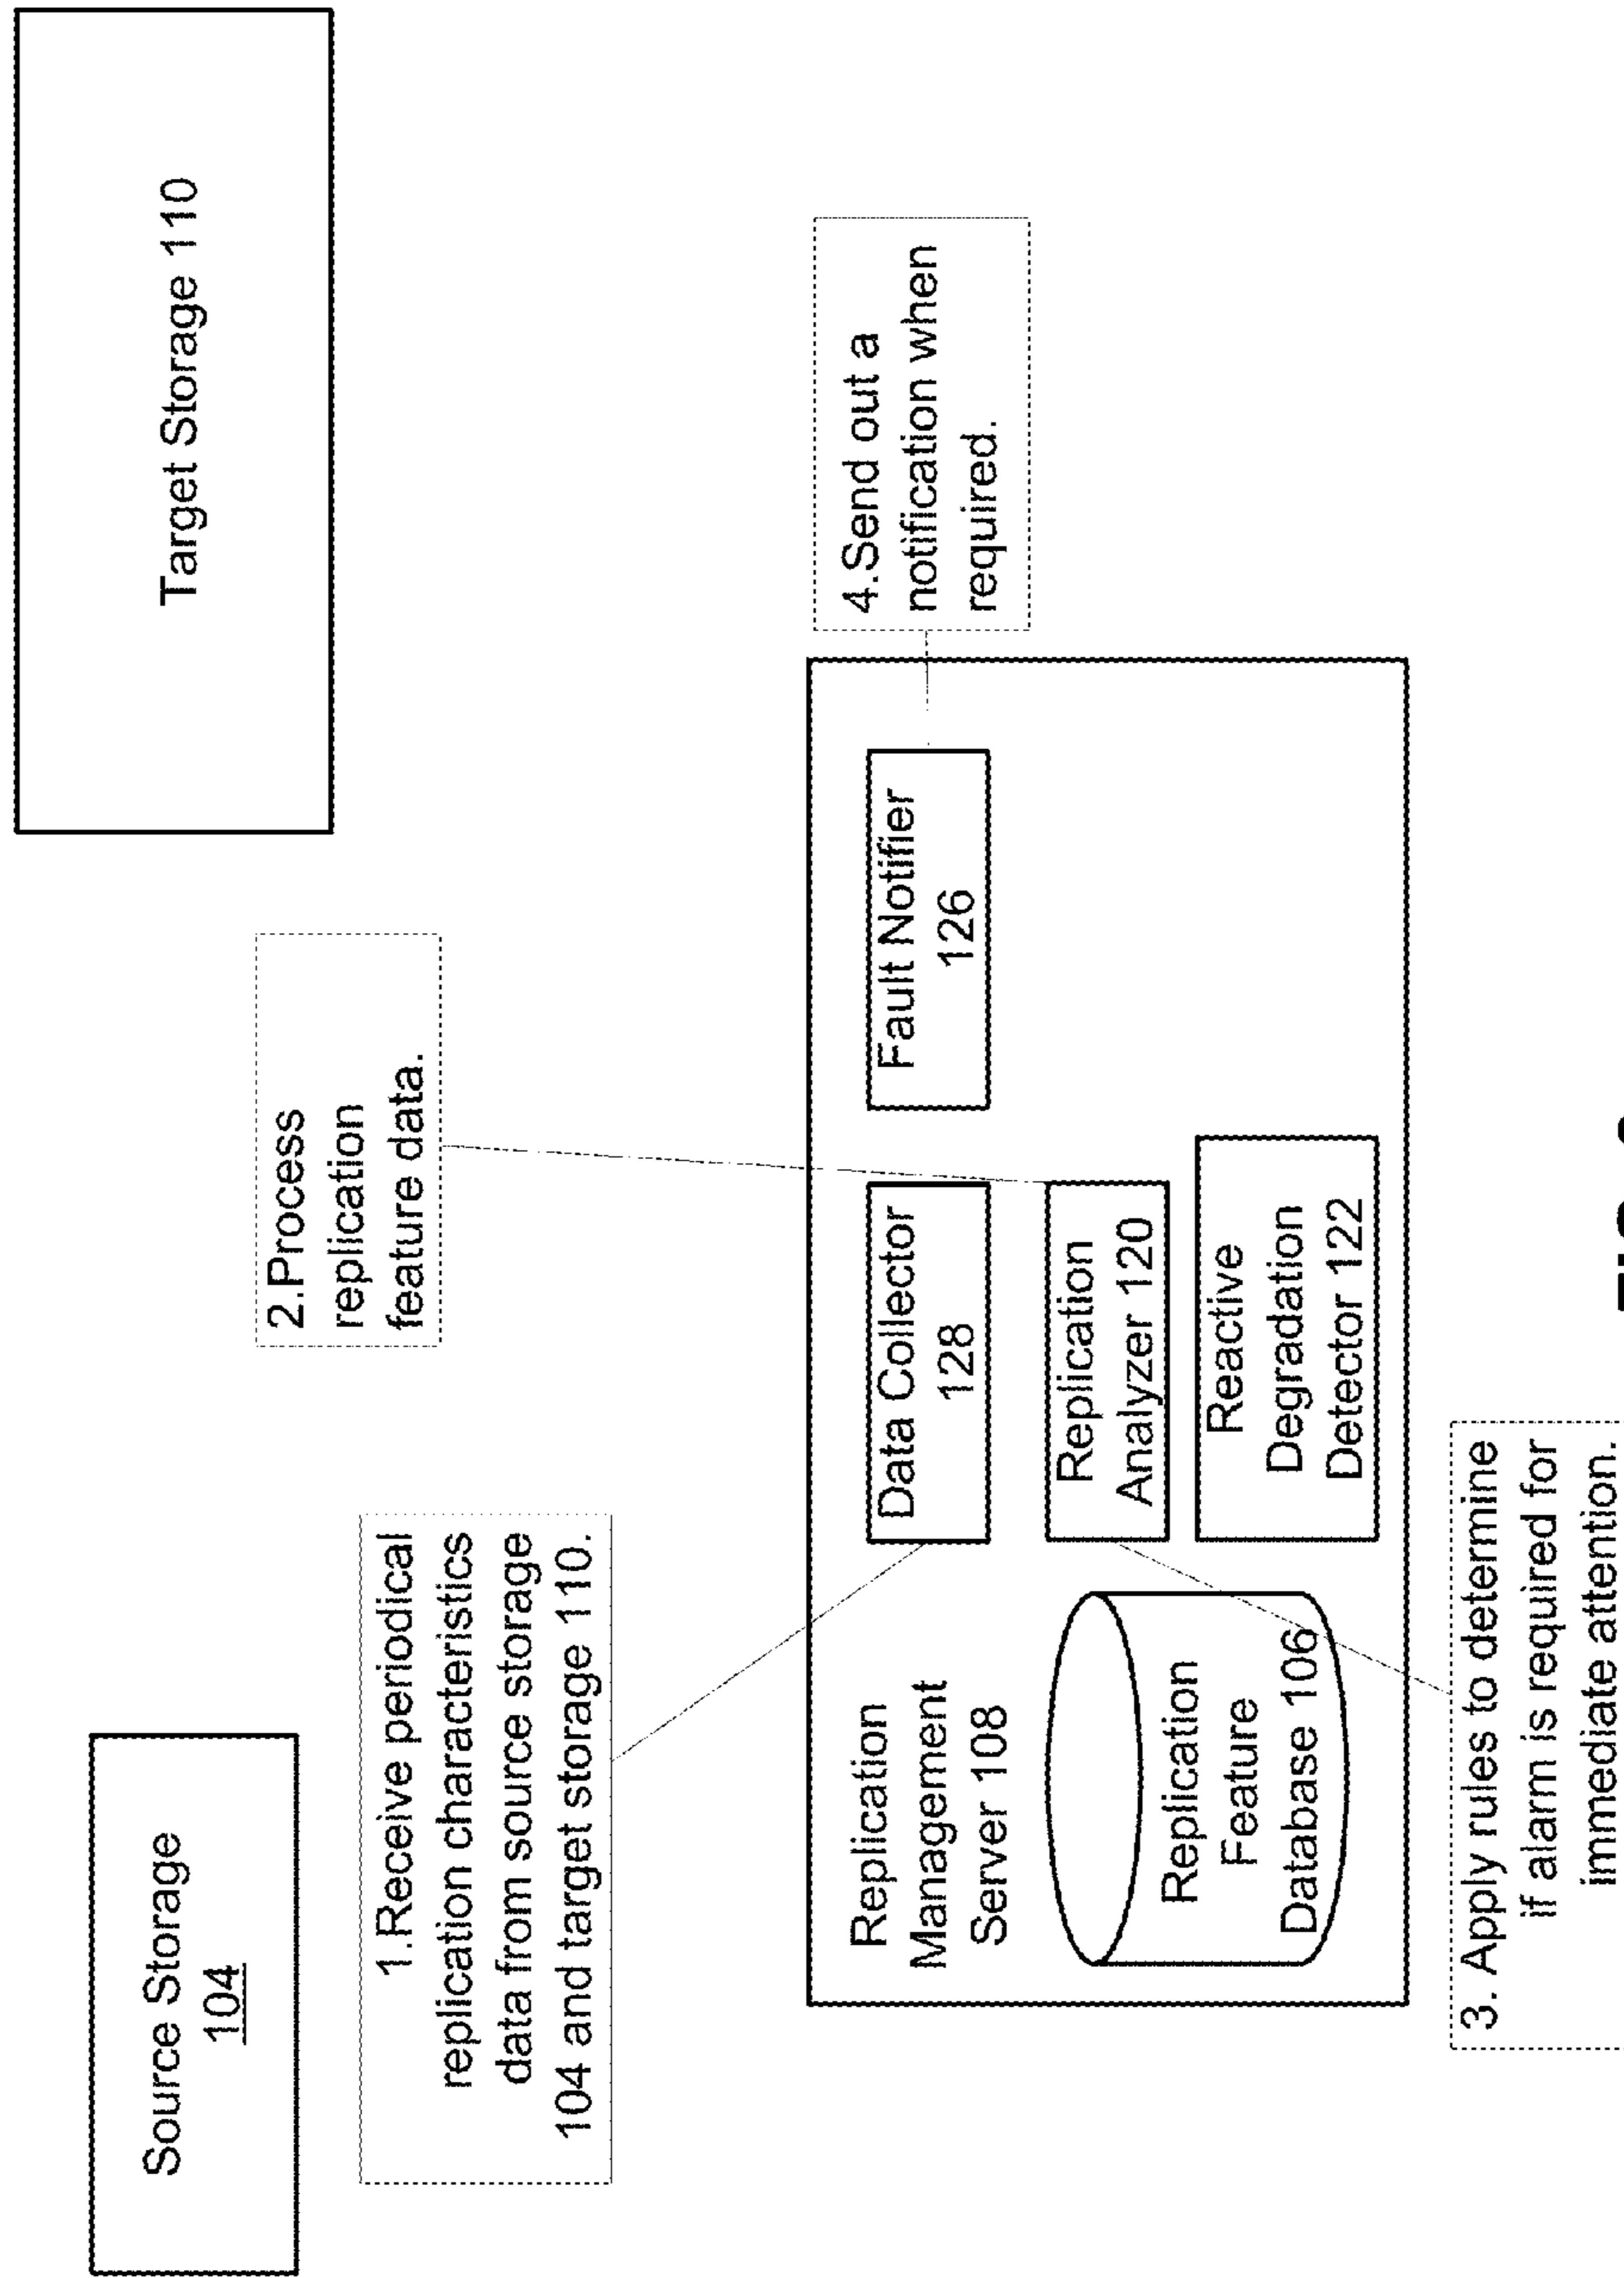 Source Storage
104
Target Storage 110
1.Receive periodical
replication characteristics
data from source storage
104 and target storage 110.
2.Process
replication
feature data.
Replication
Management
Server 108
Data Collector
128
Fault Notifier
126
4.Send out a
notification when
required.
Replication
Feature
Database 106
Replication
Analyzer 120
Reactive
Degradation
Detector 122
3. Apply rules to determine
if alarm is required for
immediate attention.